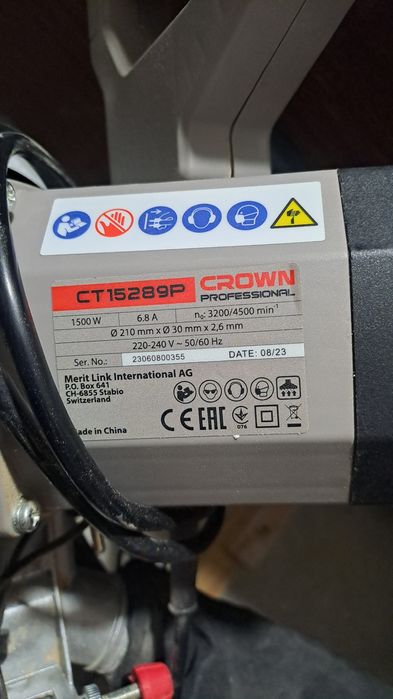 CT15289P
CROWN
PROFESSIONAL
1500 W 6.8 A n₀: 3200/4500 min⁻¹
Ø 210 mm x Ø 30 mm x 2,6 mm
220-240 V ~ 50/60 Hz
Ser. No.: 23060800355 DATE: 08/23
Merit Link International AG
P.O. Box 641
CH-6855 Stabio
Switzerland
CE EAC
076
Made in China